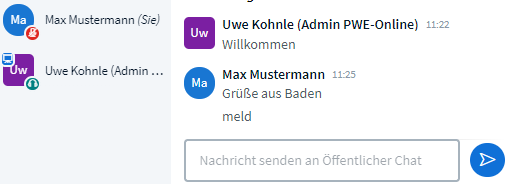 Ma
Max Mustermann (Sie)
Uw
Uwe Kohnle (Admin …
Uw
Uwe Kohnle (Admin PWE-Online) 11:22
Willkommen
Ma
Max Mustermann 11:25
Grüße aus Baden
meld
Nachricht senden an Öffentlicher Chat